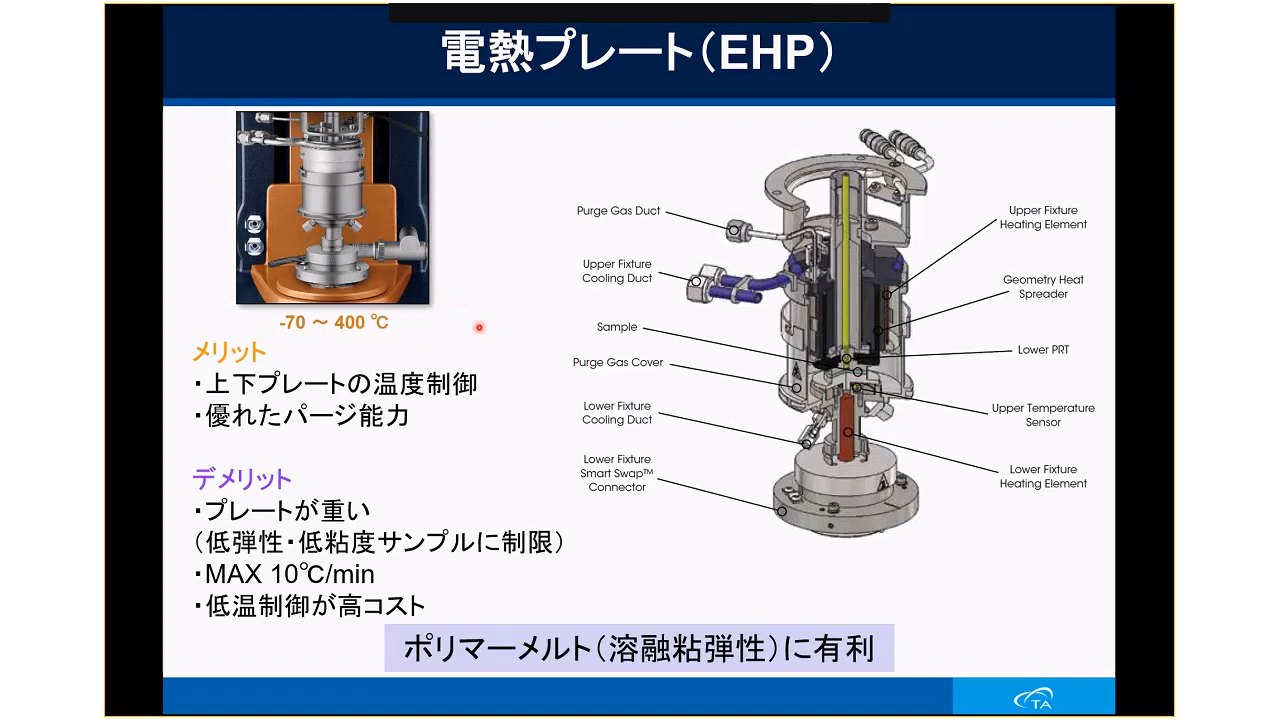 電熱プレート（EHP）
-70 ～ 400 ℃
メリット
・上下プレートの温度制御
・優れたパージ能力
デメリット
・プレートが重い
（低弾性・低粘度サンプルに制限）
・MAX 10℃/min
・低温制御が高コスト
Purge Gas Duct
Upper Fixture
Cooling Duct
Sample
Purge Gas Cover
Lower Fixture
Cooling Duct
Lower Fixture
Smart Swap™
Connector
Upper Fixture
Heating Element
Geometry Heat
Spreader
Lower PRT
Upper Temperature
Sensor
Lower Fixture
Heating Element
ポリマーメルト（溶融粘弾性）に有利
TA